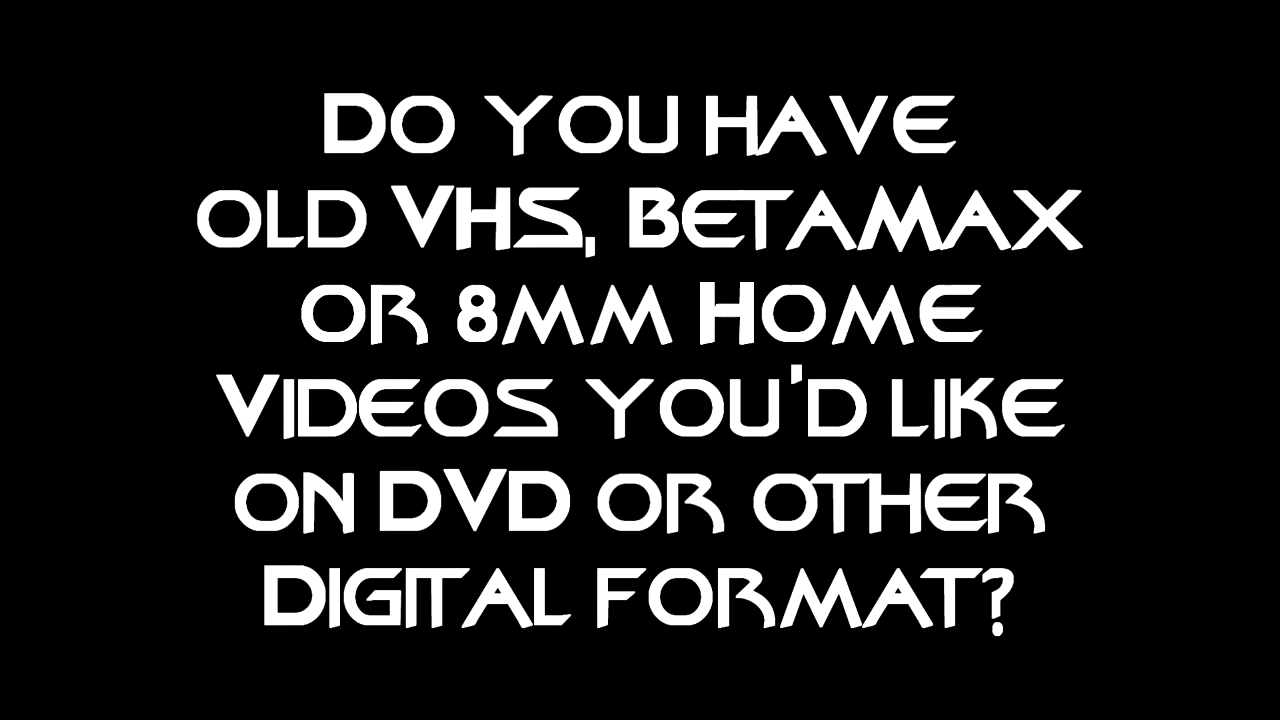 Do you have
old VHS, BetaMax
or 8mm Home
Videos you'd like
on DVD or other
Digital format?